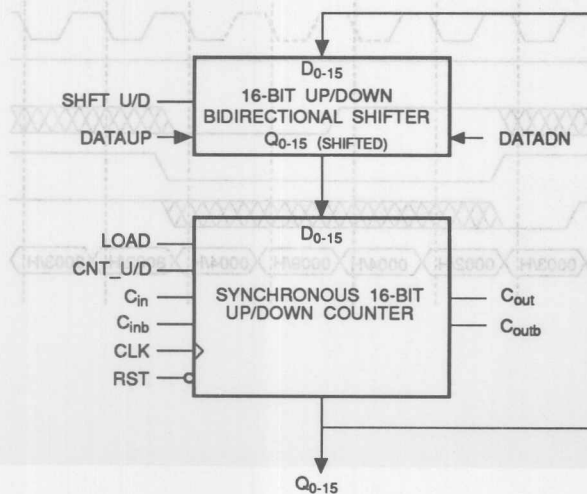 D0-15
SHFT_U/D
16-BIT UP/DOWN
BIDIRECTIONAL SHIFTER
DATAUP
Q0-15 (SHIFTED)
DATADN
D0-15
LOAD
CNT_U/D
Cin
SYNCHRONOUS 16-BIT
UP/DOWN COUNTER
Cout
Cinb
Coutb
CLK
RST
Q0-15